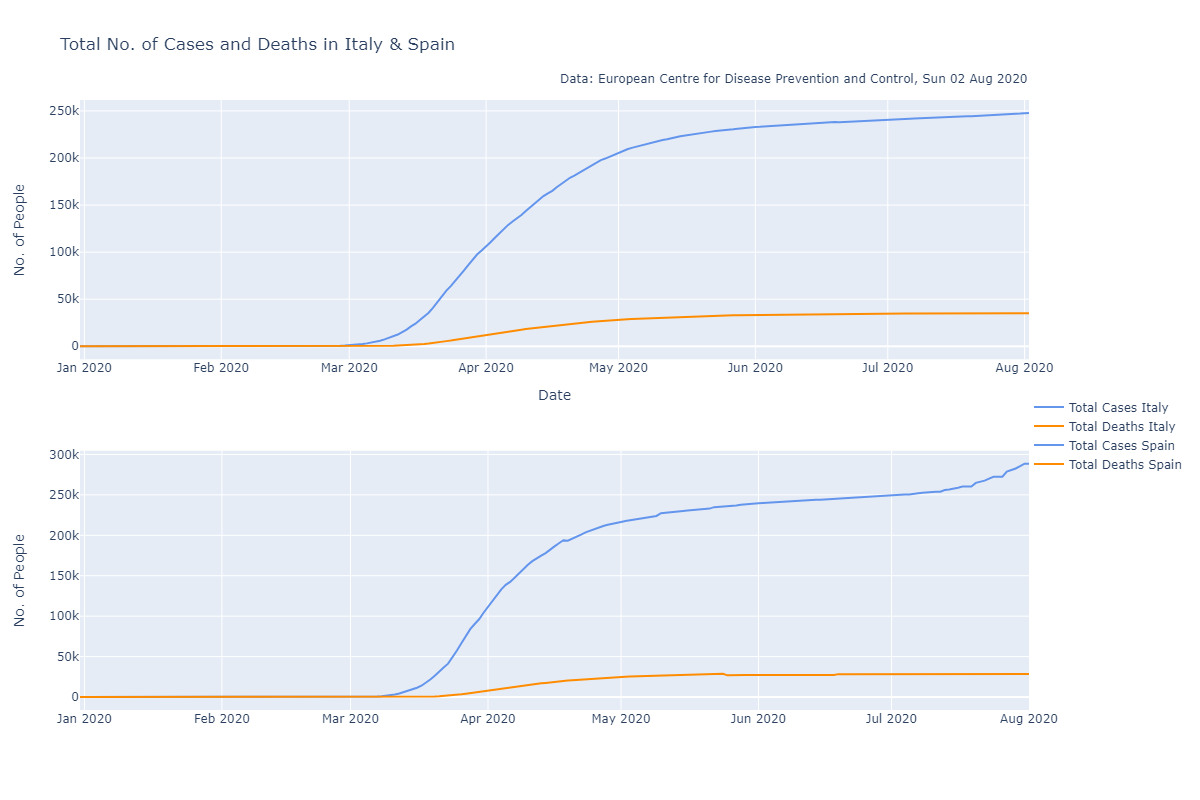 Total No. of Cases and Deaths in Italy & Spain
Data: European Centre for Disease Prevention and Control, Sun 02 Aug 2020
250k
200k
150k
100k
50k
0
No. of People
Jan 2020 Feb 2020 Mar 2020 Apr 2020 May 2020 Jun 2020 Jul 2020 Aug 2020
Date
Total Cases Italy
Total Deaths Italy
Total Cases Spain
Total Deaths Spain
300k
250k
200k
150k
100k
50k
0
No. of People
Jan 2020 Feb 2020 Mar 2020 Apr 2020 May 2020 Jun 2020 Jul 2020 Aug 2020